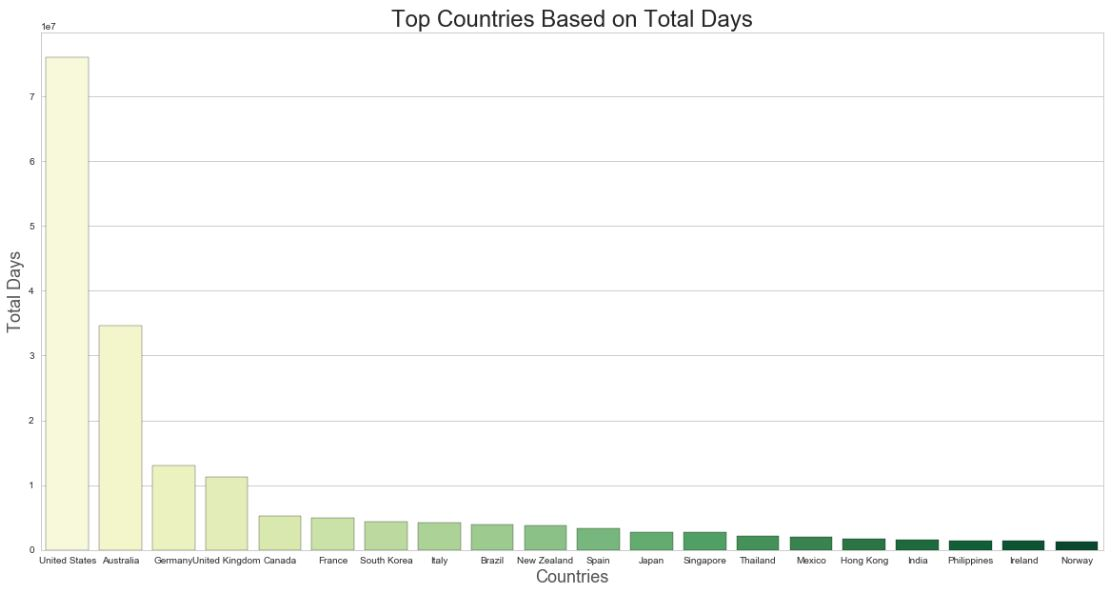 Top Countries Based on Total Days
1e7
7
6
5
4
3
2
1
0
Total Days
United States Australia Germany United Kingdom Canada France South Korea Italy Brazil New Zealand Spain Japan Singapore Thailand Mexico Hong Kong India Philippines Ireland Norway
Countries